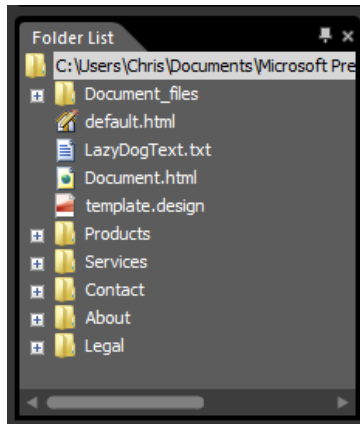 Folder List
C:\Users\Chris\Documents\Microsoft Pre
Document_files
default.html
LazyDogText.txt
Document.html
template.design
Products
Services
Contact
About
Legal